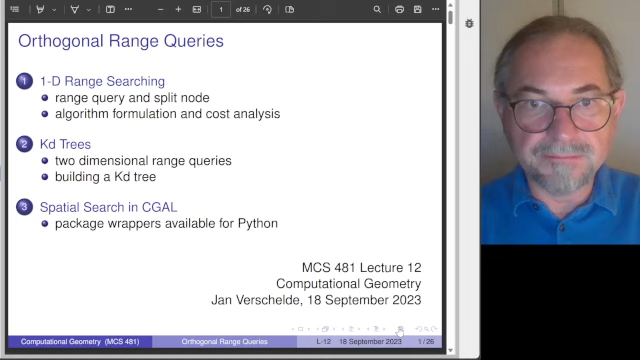 1 of 26
Orthogonal Range Queries
1 1-D Range Searching
range query and split node
algorithm formulation and cost analysis
2 Kd Trees
two dimensional range queries
building a Kd tree
3 Spatial Search in CGAL
package wrappers available for Python
MCS 481 Lecture 12
Computational Geometry
Jan Verschelde, 18 September 2023
Computational Geometry (MCS 481) Orthogonal Range Queries L-12 18 September 2023 1 / 26